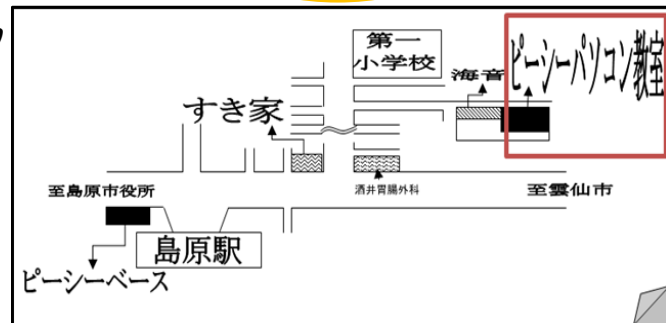 第一
小学校
海音
ピーシーパソコン教室
すき家
至島原市役所
酒井胃腸外科
至雲仙市
島原駅
ピーシーベース